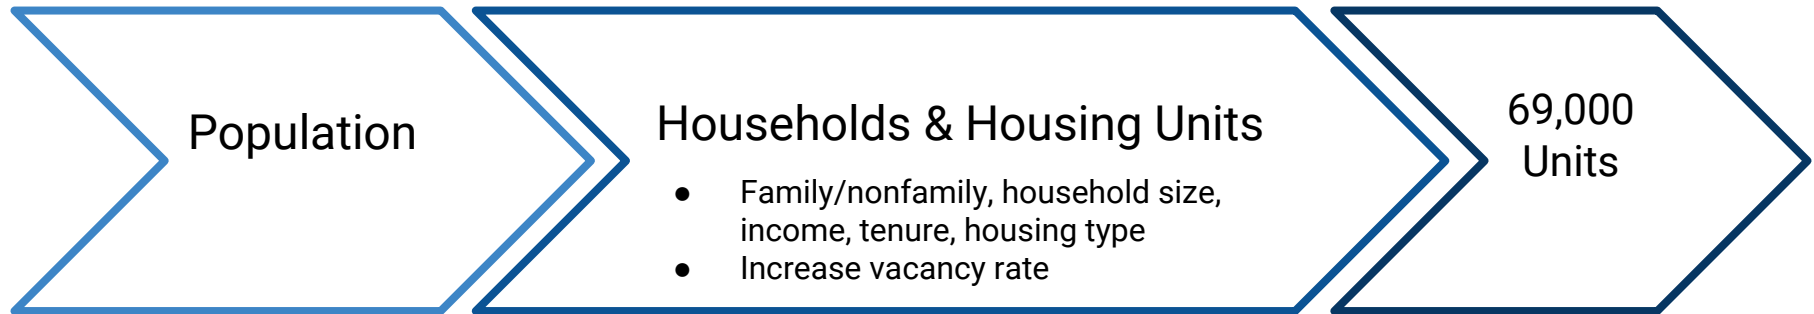 Population
Households & Housing Units
● Family/nonfamily, household size,
income, tenure, housing type
● Increase vacancy rate
69,000
Units